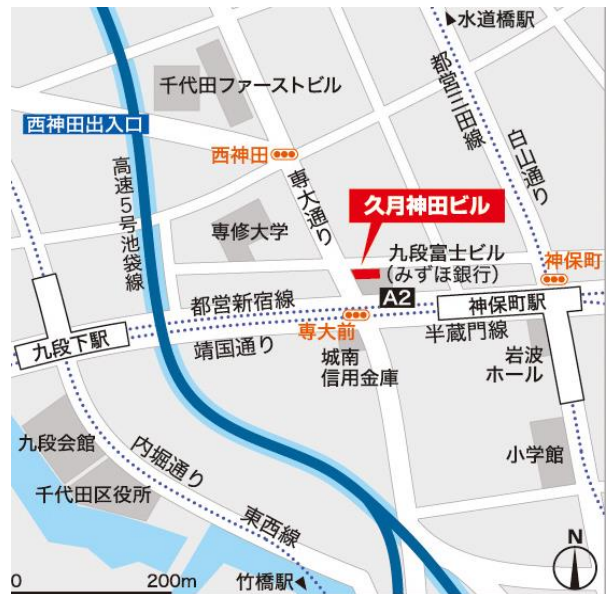 水道橋駅
千代田ファーストビル
都営三田線
白山通り
西神田出入口
西神田
高速5号池袋線
専大通り
専修大学
久月神田ビル
九段富士ビル
(みずほ銀行)
神保町
A2
都営新宿線
神保町駅
専大前
半蔵門線
九段下駅
靖国通り
城南
信用金庫
岩波
ホール
九段会館
内堀通り
小学館
千代田区役所
東西線
N
0
200m
竹橋駅